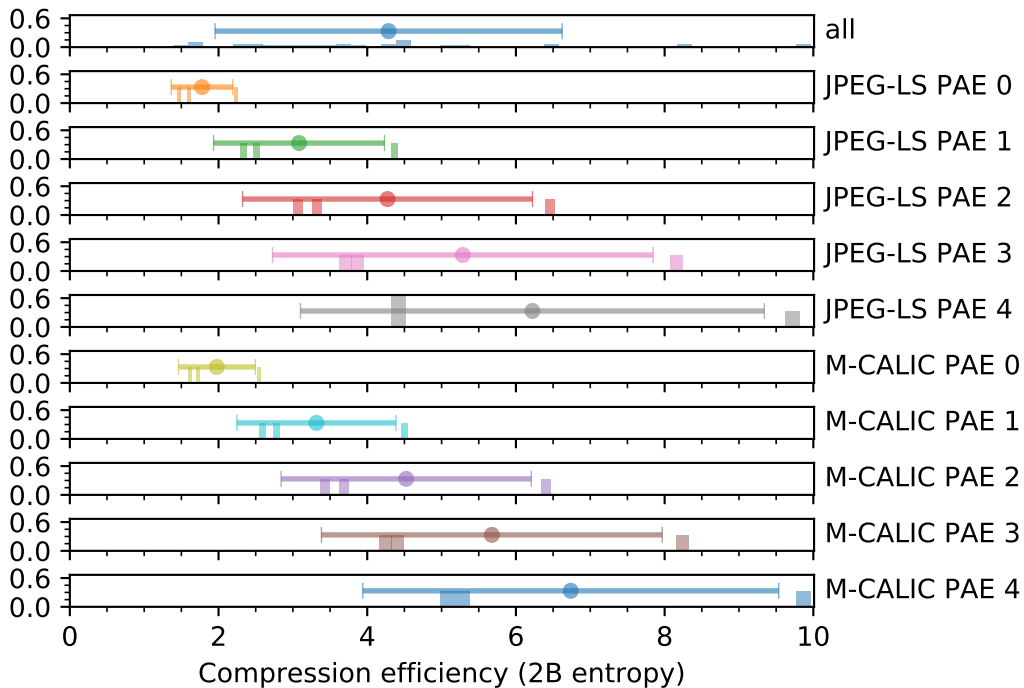 0.6
0.0
all
0.6
0.0
JPEG-LS PAE 0
0.6
0.0
JPEG-LS PAE 1
0.6
0.0
JPEG-LS PAE 2
0.6
0.0
JPEG-LS PAE 3
0.6
0.0
JPEG-LS PAE 4
0.6
0.0
M-CALIC PAE 0
0.6
0.0
M-CALIC PAE 1
0.6
0.0
M-CALIC PAE 2
0.6
0.0
M-CALIC PAE 3
0.6
0.0
M-CALIC PAE 4
0 2 4 6 8 10
Compression efficiency (2B entropy)